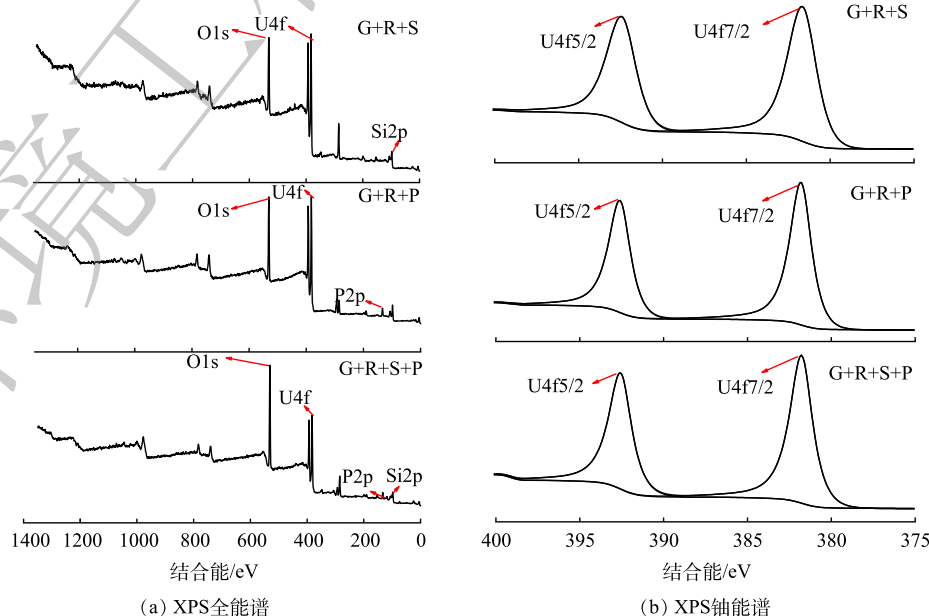 O1s
U4f
G+R+S
Si2p
O1s
U4f
G+R+P
P2p
O1s
U4f
G+R+S+P
P2p
Si2p
1400 1200 1000 800 600 400 200 0
结合能/eV
(a) XPS全能谱
U4f5/2
U4f7/2
G+R+S
U4f5/2
U4f7/2
G+R+P
U4f5/2
U4f7/2
G+R+S+P
400 395 390 385 380 375
结合能/eV
(b) XPS铀能谱
境工